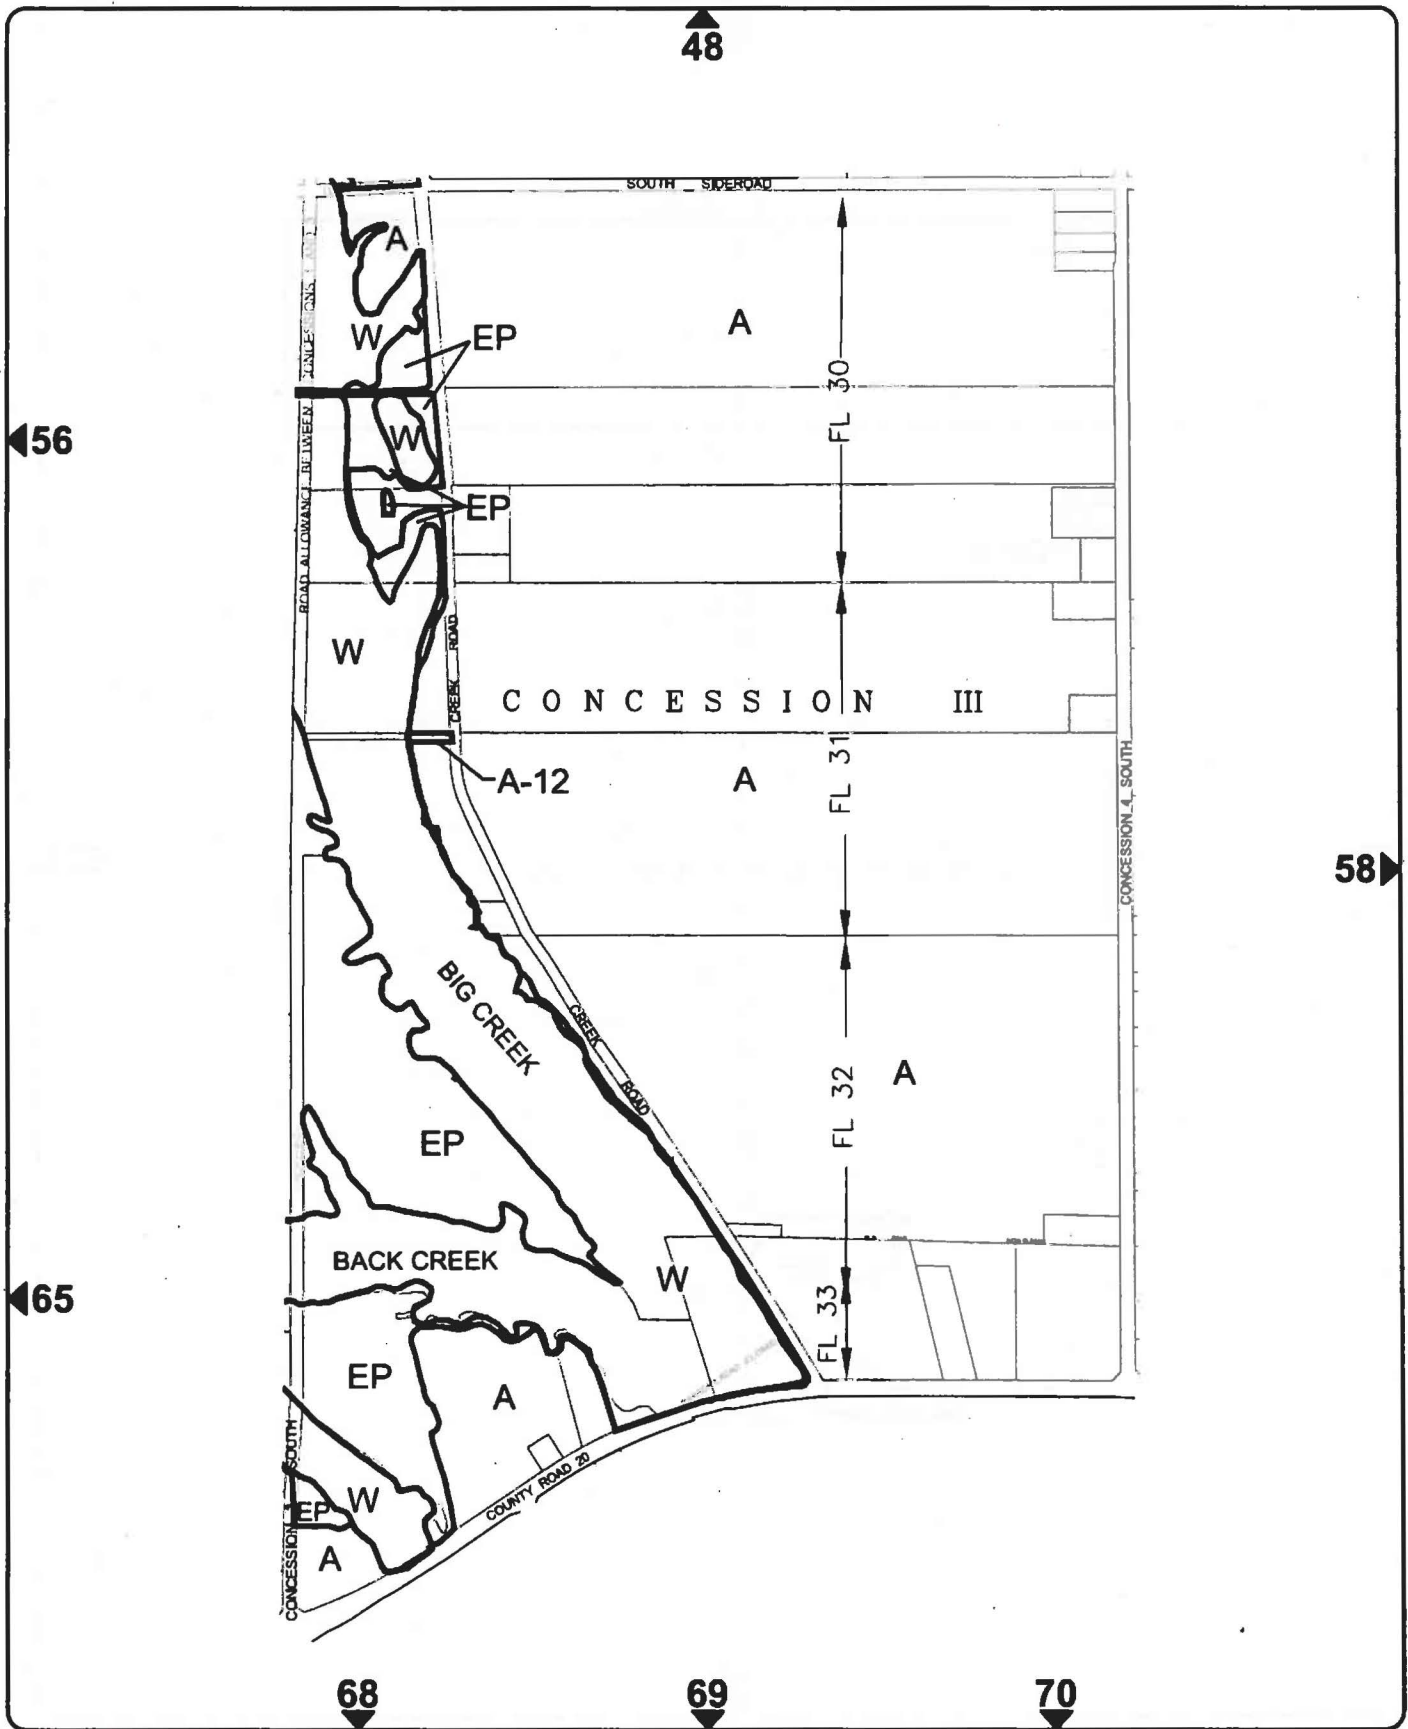 48
SOUTH SIDEROAD
A
W
EP
A
FL 30
ROAD ALLOWANCE BETWEEN CONCESSIONS
56
W
EP
W
CREEK ROAD
CONCESSION III
A-12
A
FL 31
CONCESSION 4 SOUTH
58
BIG CREEK
CREEK ROAD
FL 32
A
EP
BACK CREEK
W
65
FL 33
EP
A
CONCESSION SOUTH
W
EP
COUNTY ROAD 20
A
68
69
70